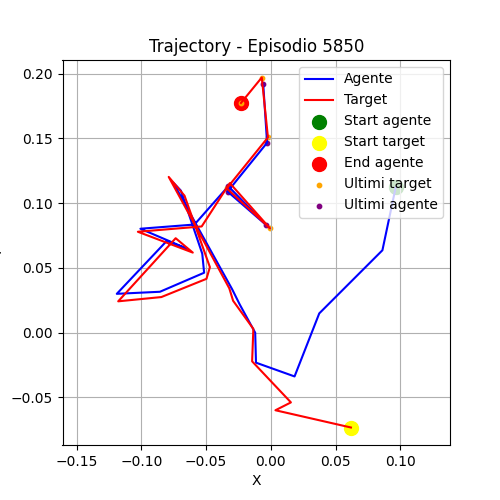 Trajectory - Episodio 5850
Agente
Target
Start agente
Start target
End agente
Ultimi target
Ultimi agente
0.20
0.15
0.10
0.05
0.00
−0.05
−0.15
−0.10
−0.05
0.00
0.05
0.10
X